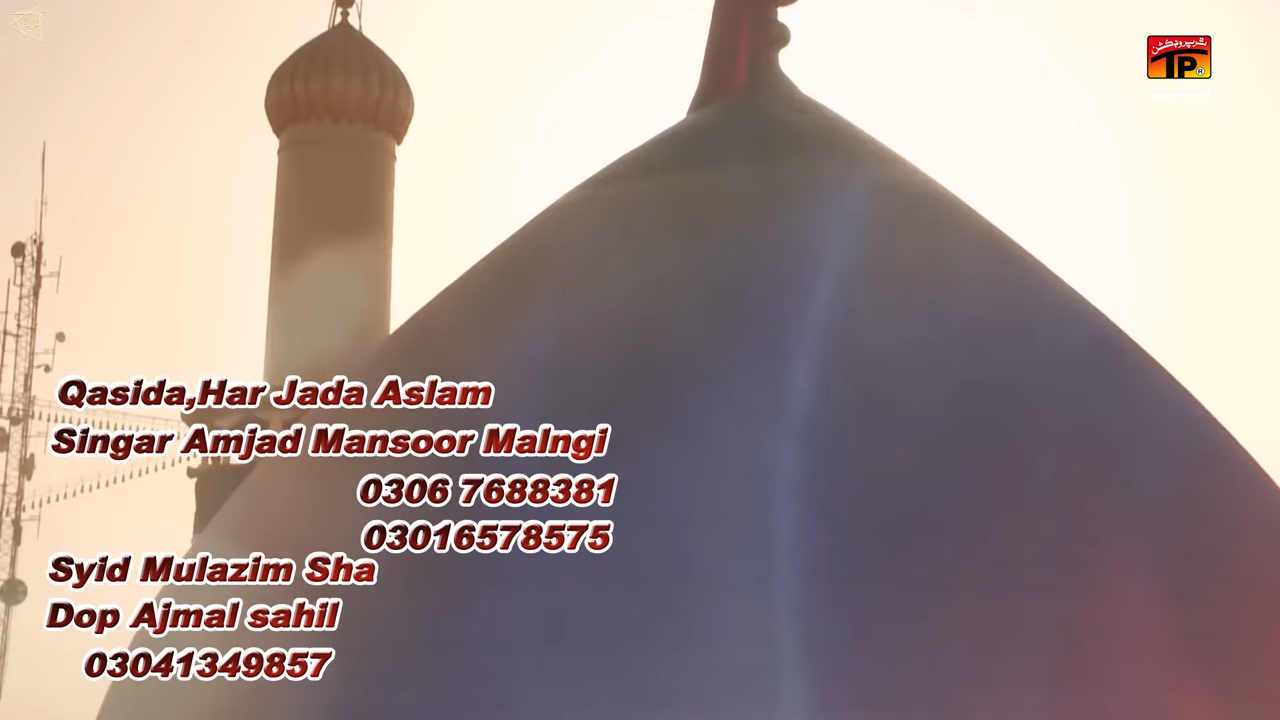 تھرپروڈکشن
TP®
Qasida,Har Jada Aslam
Singar Amjad Mansoor Malngi
0306 7688381
03016578575
Syid Mulazim Sha
Dop Ajmal sahil
03041349857